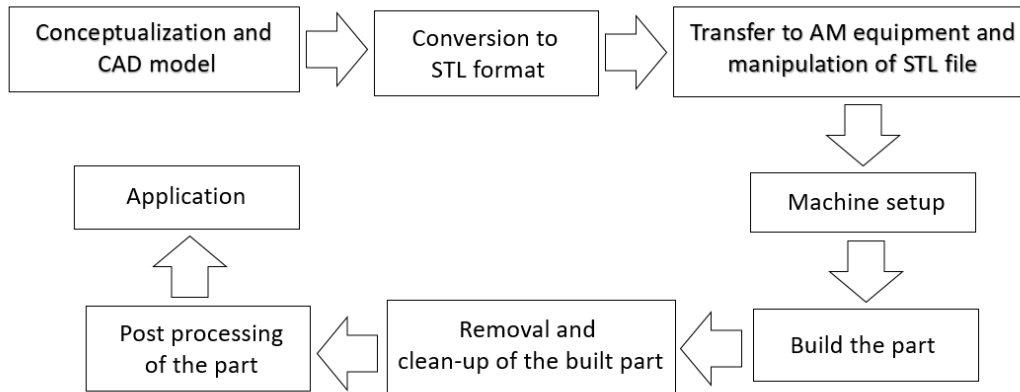 Conceptualization and
CAD model
Conversion to
STL format
Transfer to AM equipment and
manipulation of STL file
Machine setup
Build the part
Removal and
clean-up of the built part
Post processing
of the part
Application